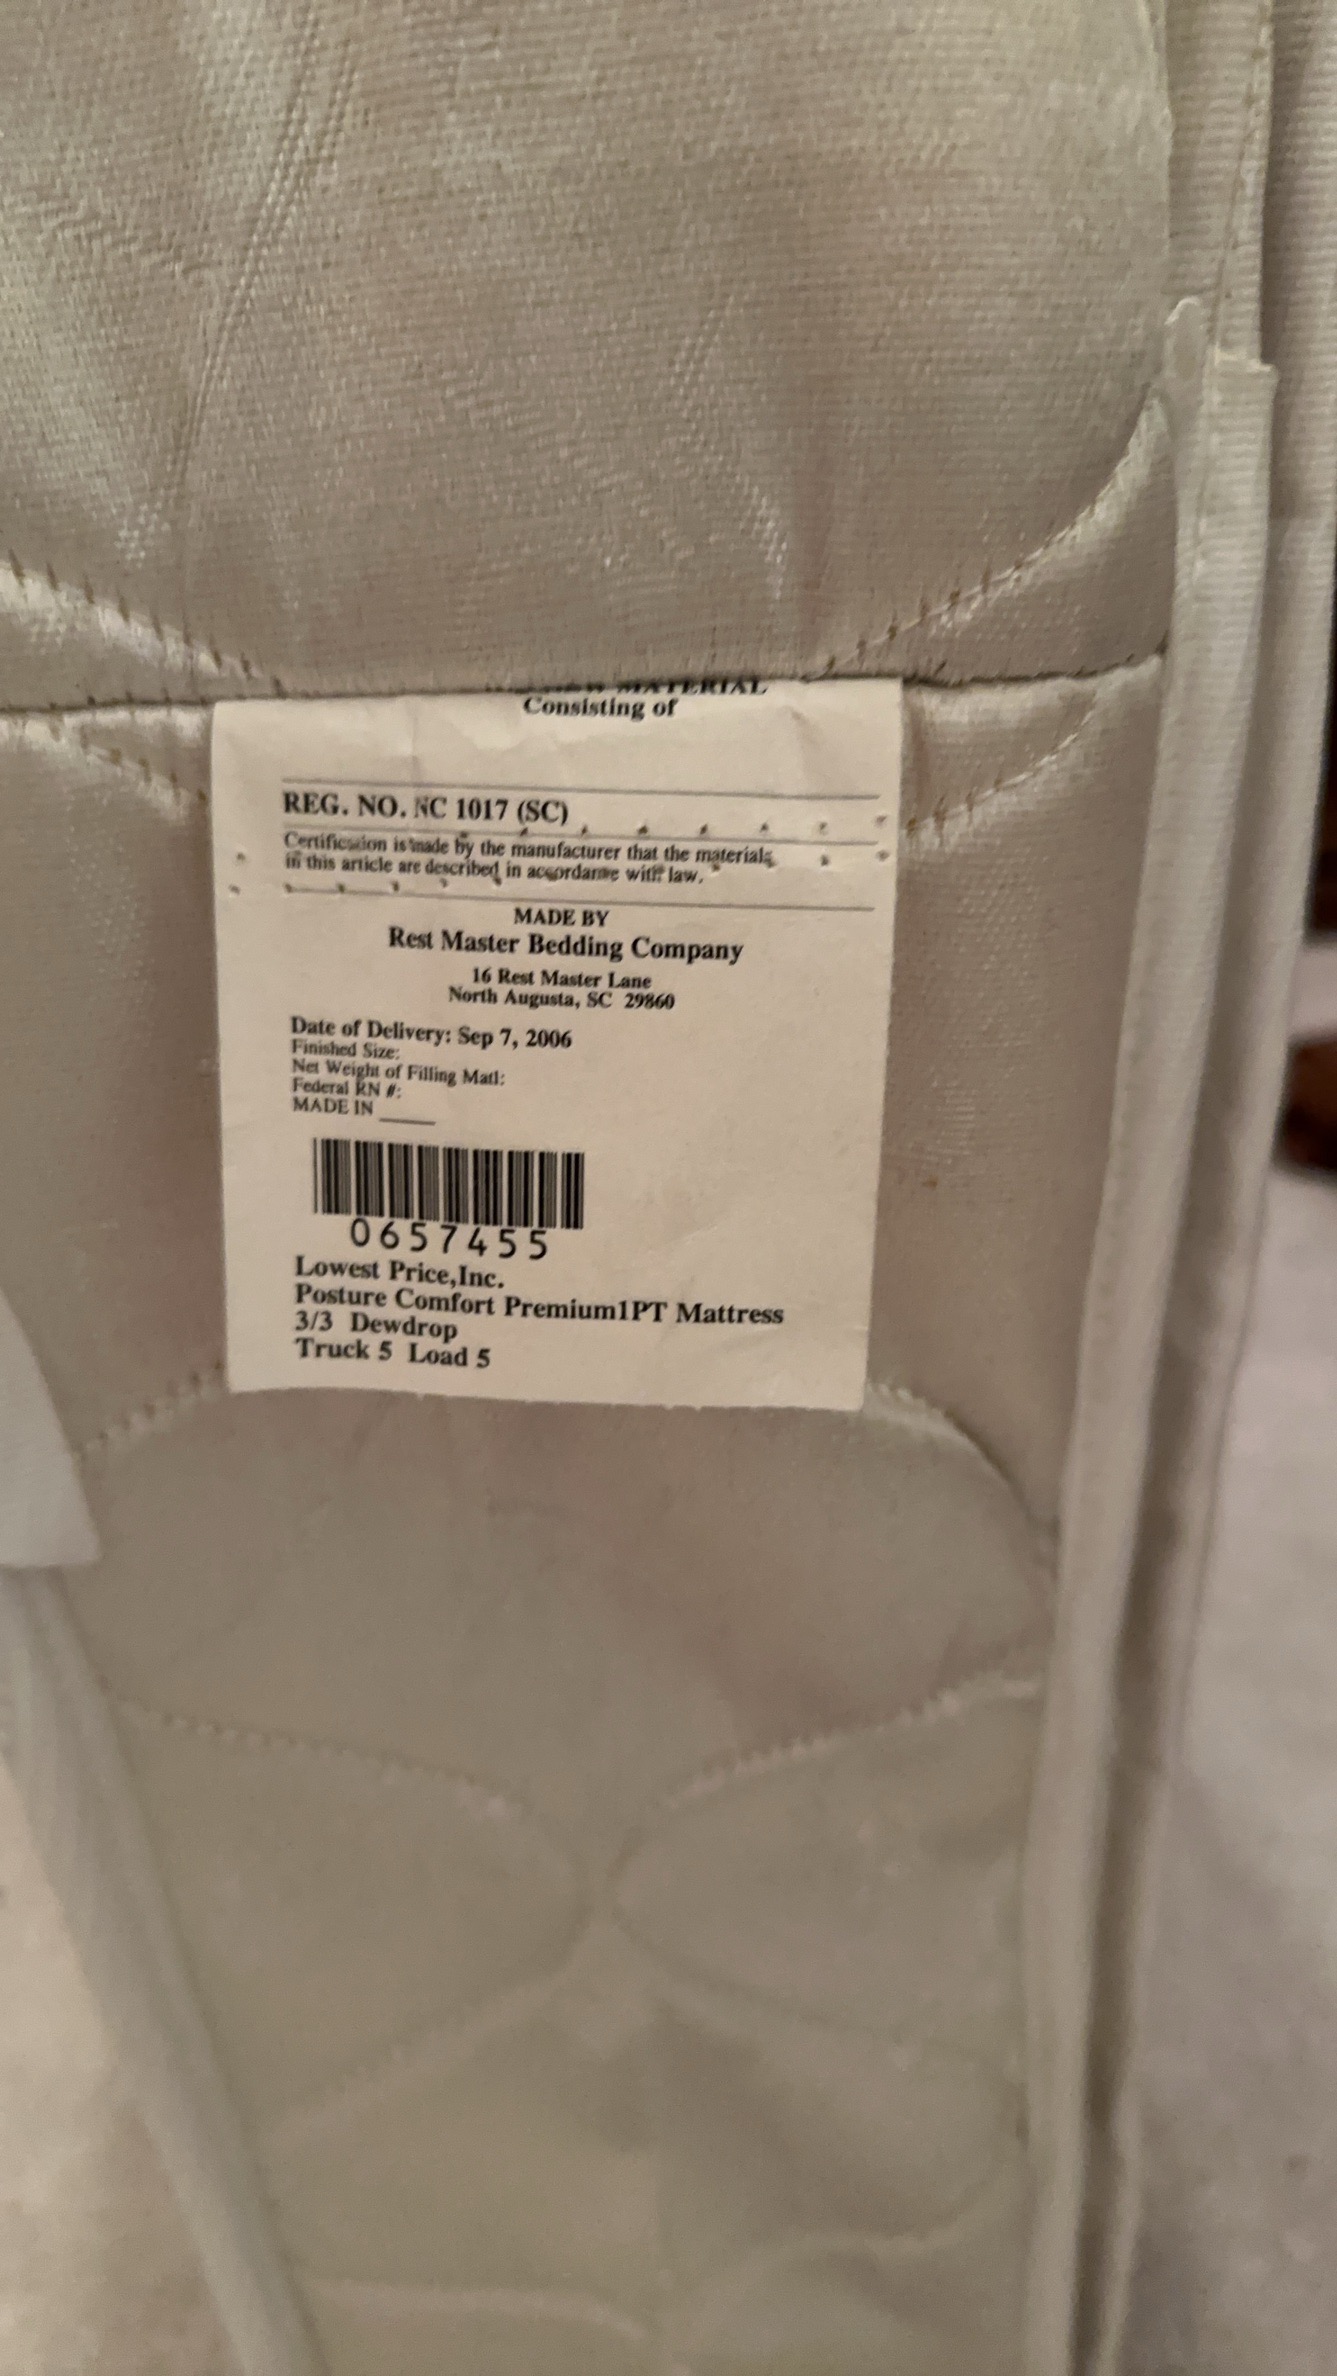 MATERIAL
Consisting of
REG. NO. NC 1017 (SC)
Certification is made by the manufacturer that the materials
in this article are described in accordance with law.
MADE BY
Rest Master Bedding Company
16 Rest Master Lane
North Augusta, SC 29860
Date of Delivery: Sep 7, 2006
Finished Size:
Net Weight of Filling Matl:
Federal RN #:
MADE IN ____
0657455
Lowest Price,Inc.
Posture Comfort Premium1PT Mattress
3/3 Dewdrop
Truck 5 Load 5